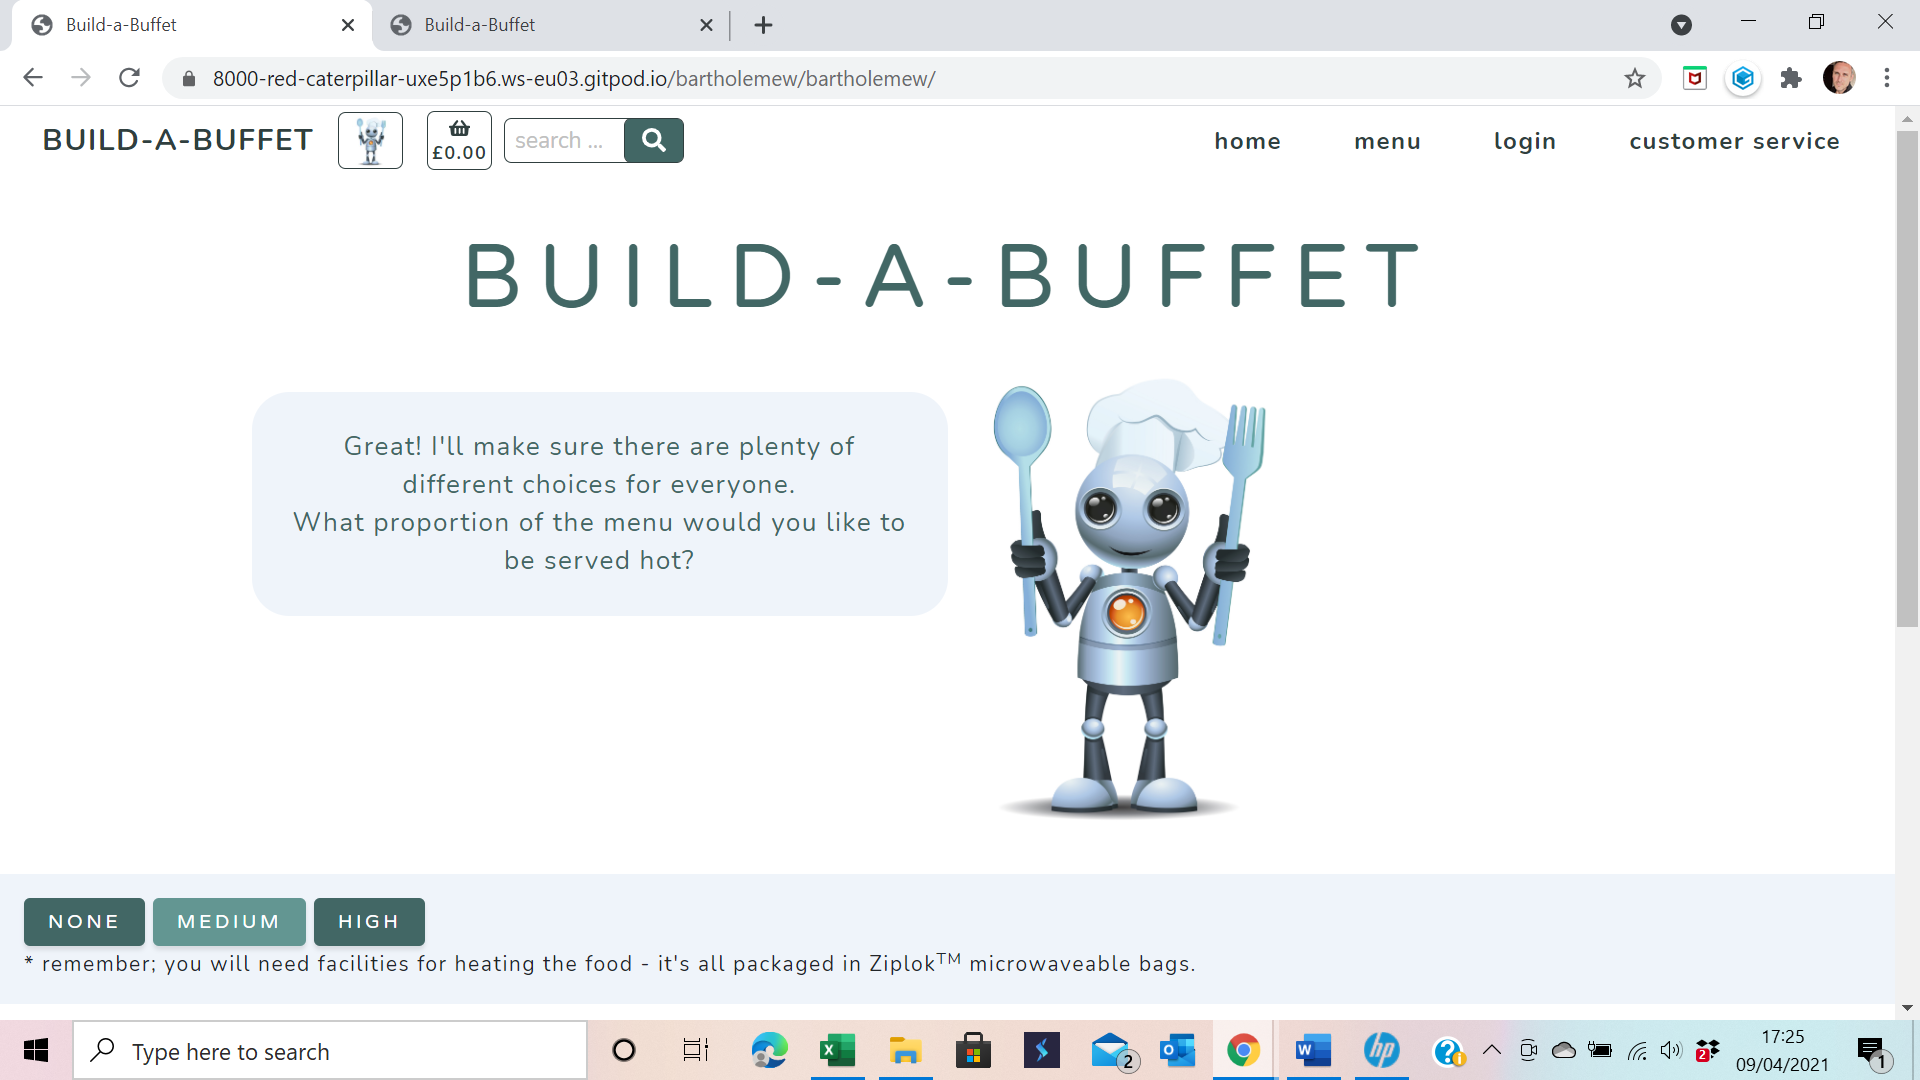 Build-a-Buffet
Build-a-Buffet
8000-red-caterpillar-uxe5p1b6.ws-eu03.gitpod.io/bartholemew/bartholemew/
BUILD-A-BUFFET
£0.00
search ...
home
menu
login
customer service
BUILD-A-BUFFET
Great! I'll make sure there are plenty of
different choices for everyone.
What proportion of the menu would you like to
be served hot?
NONE
MEDIUM
HIGH
* remember; you will need facilities for heating the food - it's all packaged in Ziplok™ microwaveable bags.
Type here to search
2
2
17:25
09/04/2021
1